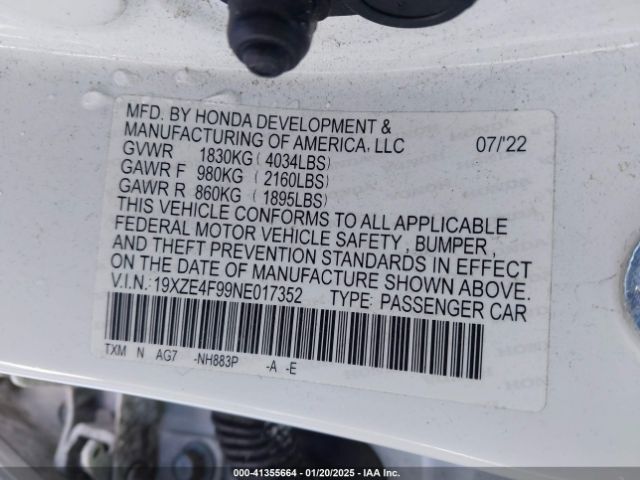 MFD. BY HONDA DEVELOPMENT &
MANUFACTURING OF AMERICA, LLC 07/'22
GVWR 1830KG ( 4034LBS)
GAWR F 980KG ( 2160LBS)
GAWR R 860KG ( 1895LBS)
THIS VEHICLE CONFORMS TO ALL APPLICABLE
FEDERAL MOTOR VEHICLE SAFETY , BUMPER ,
AND THEFT PREVENTION STANDARDS IN EFFECT
ON THE DATE OF MANUFACTURE SHOWN ABOVE.
V.I.N.:19XZE4F99NE017352 TYPE: PASSENGER CAR
TXM N AG7 -NH883P -A -E
000-41355664 | 01/20/2025 | IAA Inc.